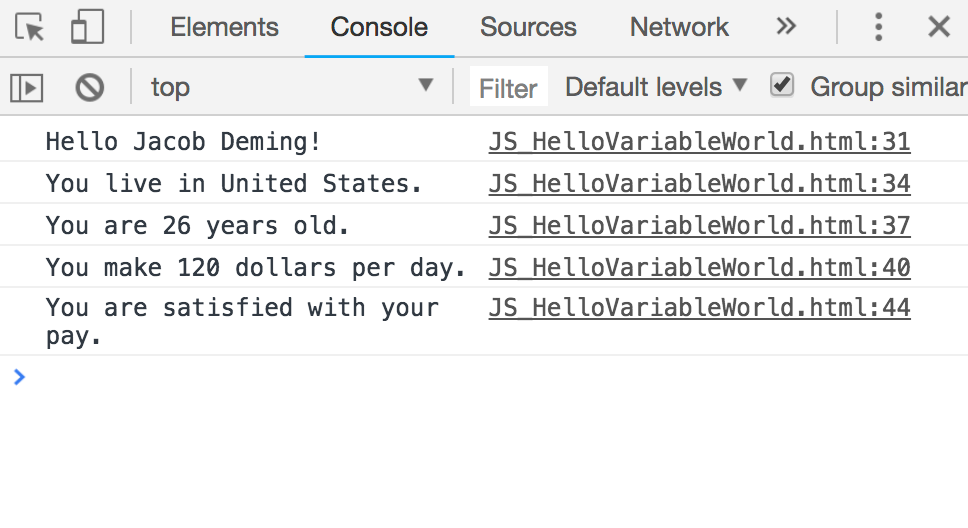 Elements Console Sources Network »
top Filter Default levels Group similar
Hello Jacob Deming! JS_HelloVariableWorld.html:31
You live in United States. JS_HelloVariableWorld.html:34
You are 26 years old. JS_HelloVariableWorld.html:37
You make 120 dollars per day. JS_HelloVariableWorld.html:40
You are satisfied with your JS_HelloVariableWorld.html:44
pay.